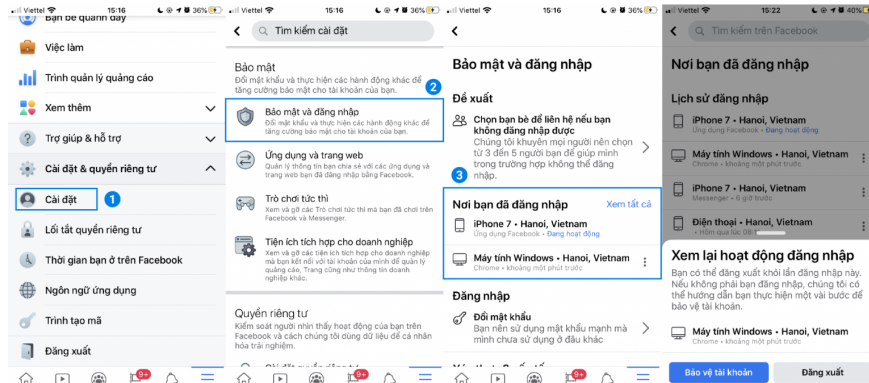 Viettel 15:16 36%
Bạn bè quanh đây
Việc làm
Trình quản lý quảng cáo
Xem thêm
Trợ giúp & hỗ trợ
Cài đặt & quyền riêng tư
Cài đặt 1
Lối tắt quyền riêng tư
Thời gian bạn ở trên Facebook
Ngôn ngữ ứng dụng
Trình tạo mã
Đăng xuất
9+
Viettel 15:16 36%
Tìm kiếm cài đặt
Bảo mật
Đổi mật khẩu và thực hiện các hành động khác để
tăng cường bảo mật cho tài khoản của bạn.
2
Bảo mật và đăng nhập
Đổi mật khẩu và thực hiện các hành động khác để
tăng cường bảo mật cho tài khoản của bạn.
Ứng dụng và trang web
Quản lý thông tin bạn chia sẻ với các ứng dụng và
trang web bạn đã đăng nhập bằng Facebook.
Trò chơi tức thì
Xem và gỡ các Trò chơi tức thì mà bạn đã chơi trên
Facebook và Messenger.
Tiện ích tích hợp cho doanh nghiệp
Xem và gỡ các tiện ích tích hợp cho doanh nghiệp
mà bạn kết nối với tài khoản của mình để quản lý
quảng cáo, Trang cũng như thông tin doanh
nghiệp khác.
Quyền riêng tư
Kiểm soát người nhìn thấy hoạt động của bạn trên
Facebook và cách chúng tôi dùng dữ liệu để cá nhân
hóa trải nghiệm.
9+
Viettel 15:16 36%
Bảo mật và đăng nhập
Đề xuất
Chọn bạn bè để liên hệ nếu bạn
không đăng nhập được
Chúng tôi khuyên mọi người nên chọn
từ 3 đến 5 người bạn để giúp mình
trong trường hợp không thể đăng
nhập.
3
Nơi bạn đã đăng nhập Xem tất cả
iPhone 7 • Hanoi, Vietnam
Ứng dụng Facebook • Đang hoạt động
Máy tính Windows • Hanoi, Vietnam
Chrome • khoảng một phút trước
Đăng nhập
Đổi mật khẩu
Bạn nên sử dụng mật khẩu mạnh mà
mình chưa sử dụng ở đâu khác
9+
Viettel 15:22 40%
Tìm kiếm trên Facebook
Nơi bạn đã đăng nhập
Lịch sử đăng nhập
iPhone 7 • Hanoi, Vietnam
Ứng dụng Facebook • Đang hoạt động
Máy tính Windows • Hanoi, Vietnam
Chrome • khoảng một phút trước
iPhone 7 • Hanoi, Vietnam
Messenger • 6 giờ trước
Điện thoại • Hanoi, Vietnam
• Hôm qua lúc
Xem lại hoạt động đăng nhập
Bạn có thể đăng xuất khỏi lần đăng nhập này.
Nếu không phải bạn đăng nhập, chúng tôi có
thể hướng dẫn bạn thực hiện một vài bước để
bảo vệ tài khoản.
Máy tính Windows • Hanoi, Vietnam
Chrome • khoảng một phút trước
Bảo vệ tài khoản Đăng xuất